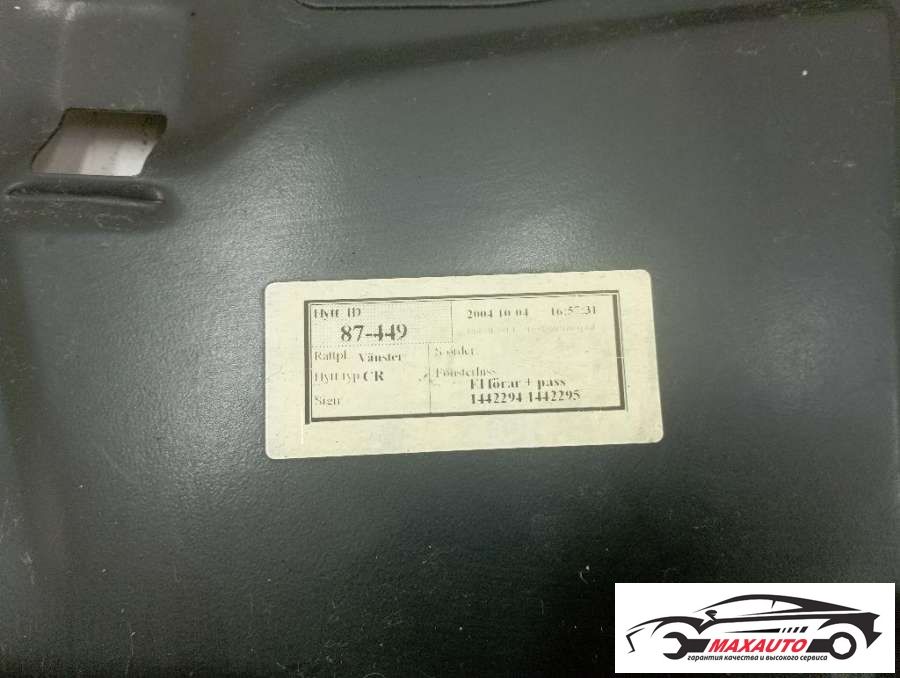 Hytt ID
87-449
2004 10 04 16:57:31
Rattpl. Vänster
S-order
Hytt typ CR
Fönsterhiss
El förar + pass
Sign
1442294 1442295
MAXAUTO
гарантия качества и высокого сервиса